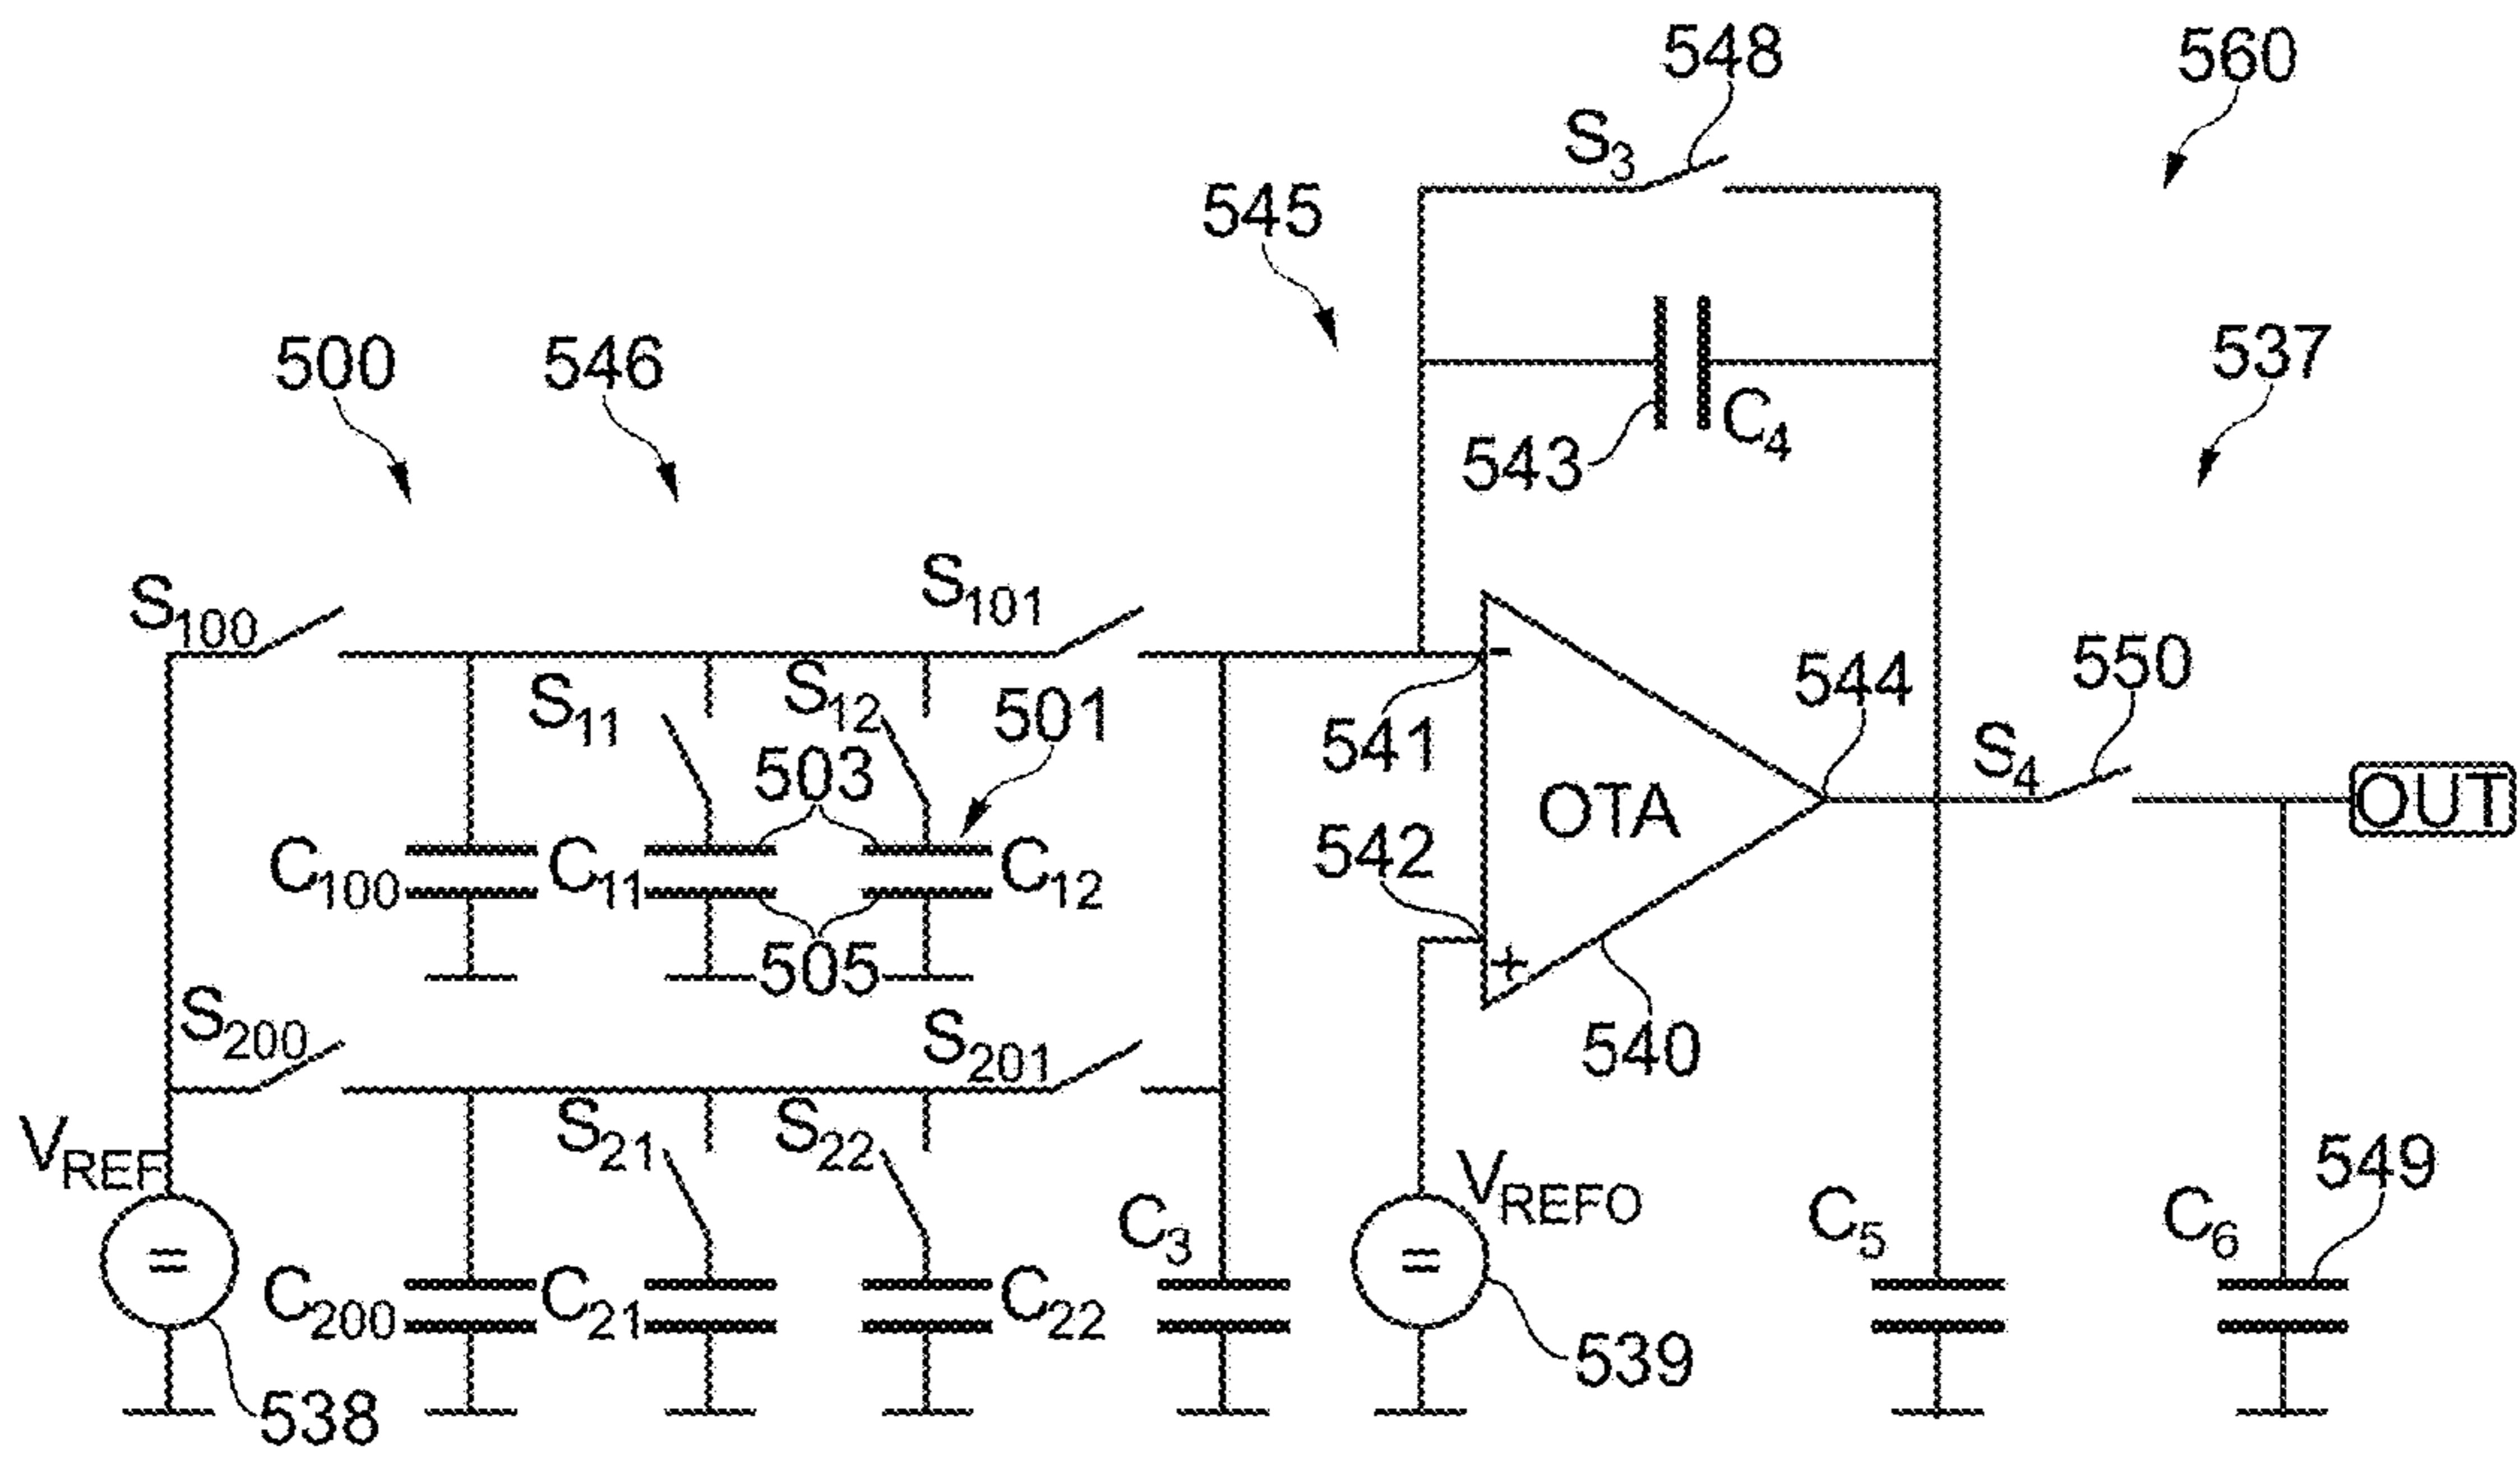 548
560
S3
545
500
546
537
C4
543
S100
S101
S11
S12
501
541
544
550
503
S4
OTA
OUT
542
C100
C11
C12
505
-
+
S200
S201
540
VREF
S21
S22
C3
VREFO
C5
C6
549
=
=
C200
C21
C22
539
538